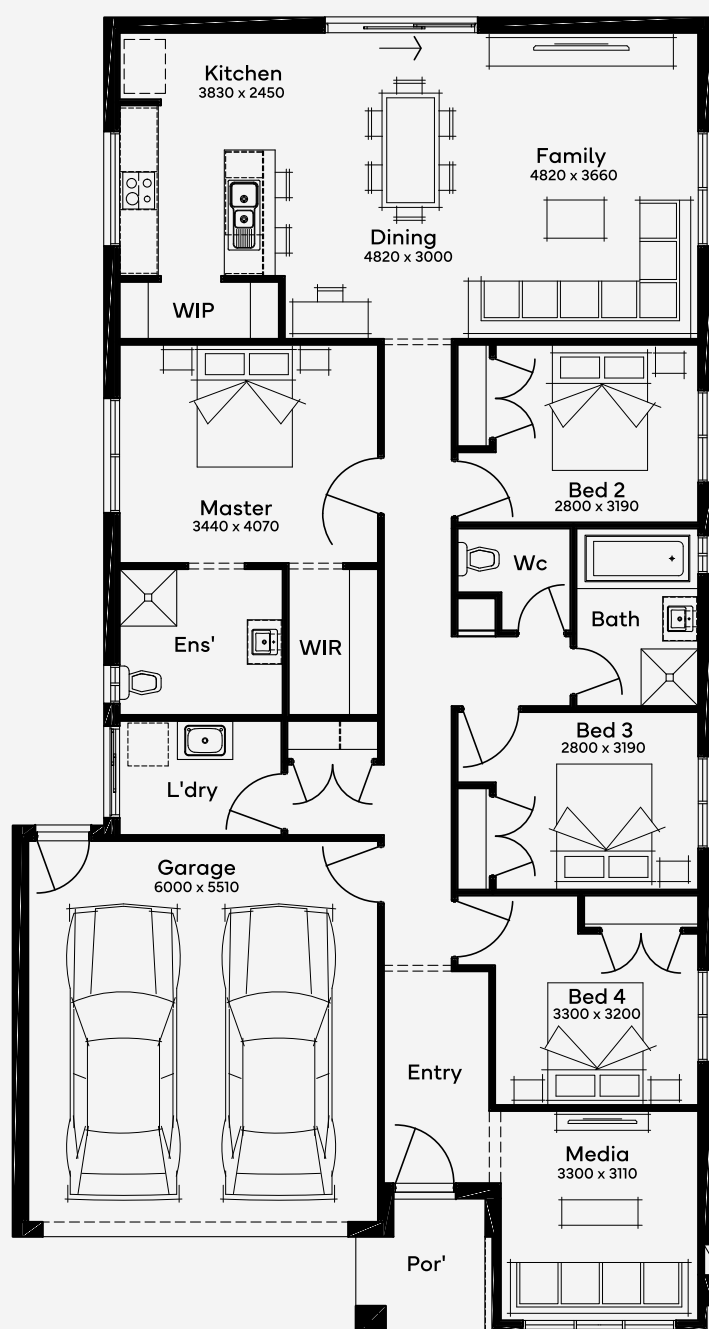 Kitchen
3830 x 2450
Family
4820 x 3660
Dining
4820 x 3000
WIP
Master
3440 x 4070
Bed 2
2800 x 3190
Wc
Bath
Ens'
WIR
Bed 3
2800 x 3190
L'dry
Garage
6000 x 5510
Bed 4
3300 x 3200
Entry
Media
3300 x 3110
Por'